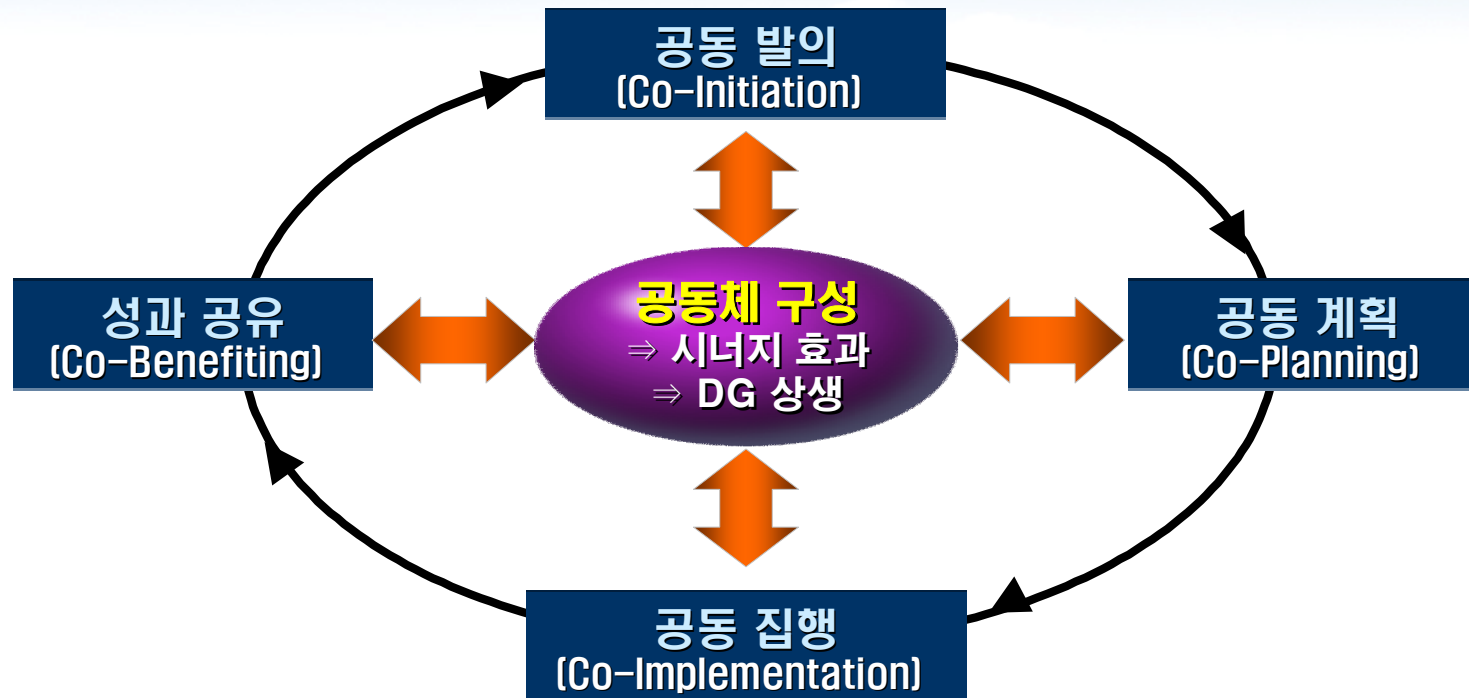 공동 발의
(Co-Initiation)
성과 공유
(Co-Benefiting)
공동체 구성
⇒ 시너지 효과
⇒ DG 상생
공동 계획
(Co-Planning)
공동 집행
(Co-Implementation)